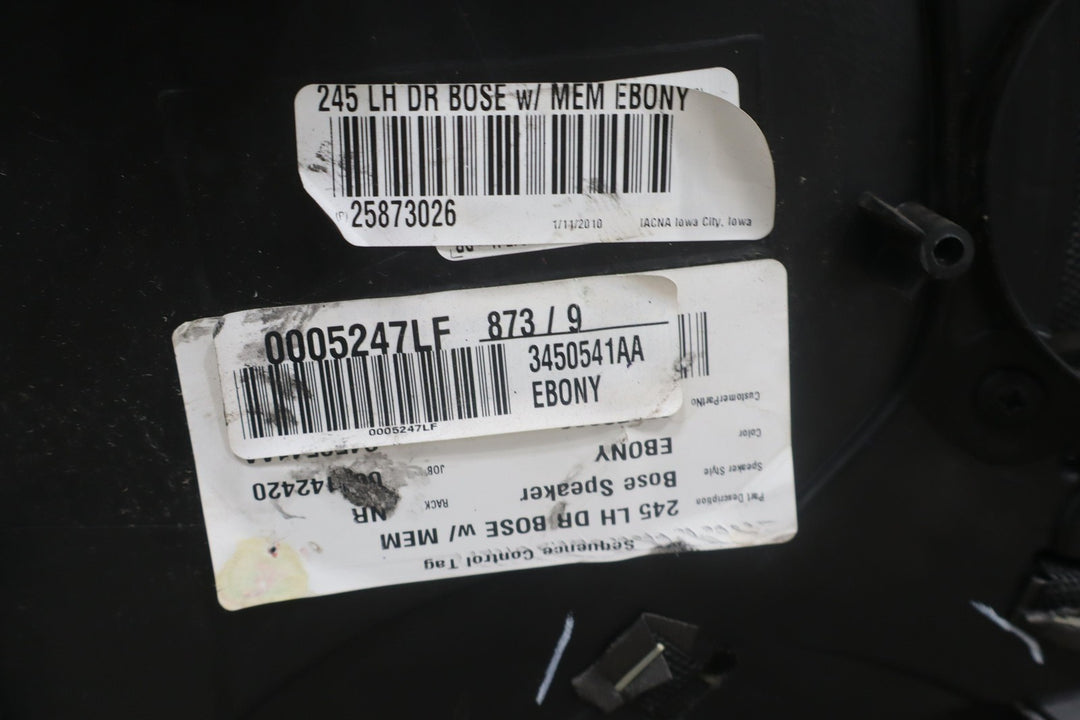 245 LH DR BOSE w/ MEM EBONY
(P) 25873026
1/11/2010 IACNA Iowa City, Iowa
0005247LF 873 / 9
3450541AA
EBONY
0005247LF
Sequence Control Tag
Part Description 245 LH DR BOSE w/ MEM
Speaker Style Bose Speaker
RACK NR
Color EBONY
JOB
CustomerPartNo